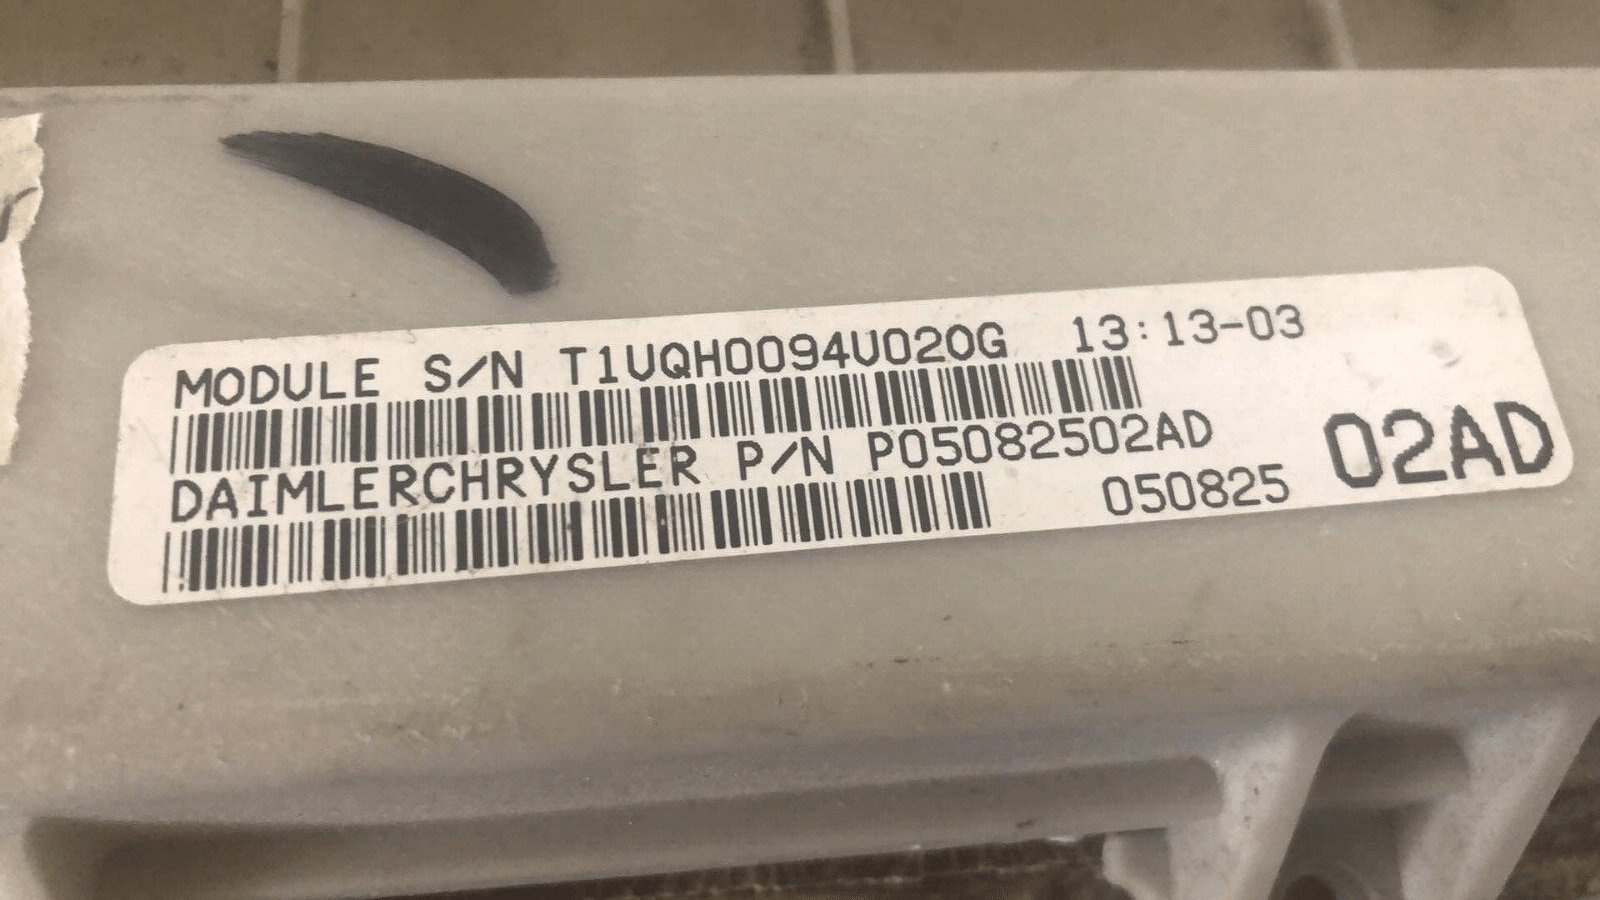 MODULE S/N T1UQH0094U020G 13:13-03
DAIMLERCHRYSLER P/N P05082502AD
050825 02AD